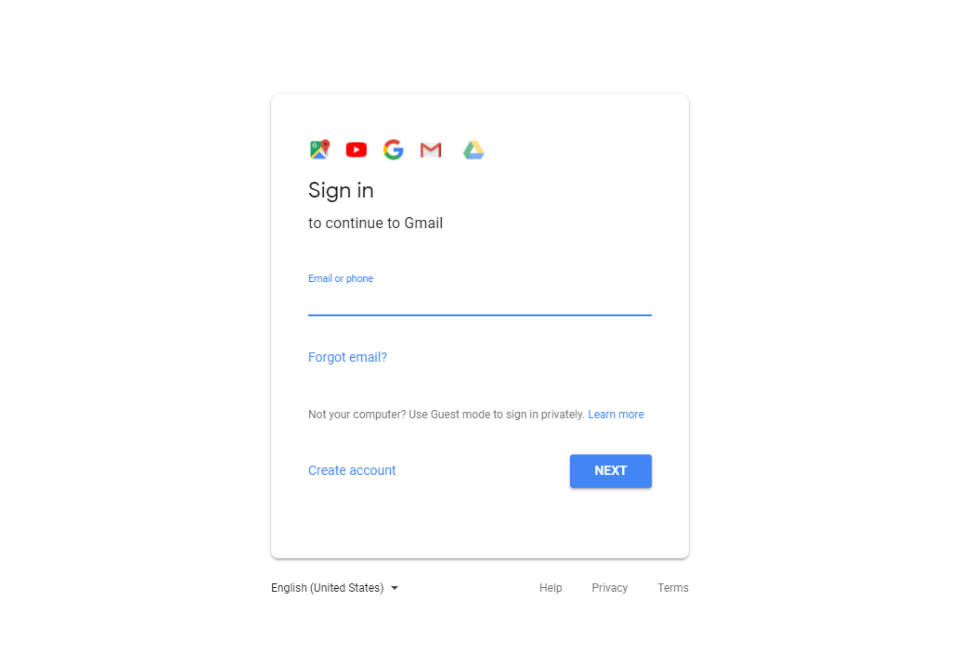 Sign in
to continue to Gmail
Email or phone
Forgot email?
Not your computer? Use Guest mode to sign in privately. Learn more
Create account NEXT
English (United States) Help Privacy Terms